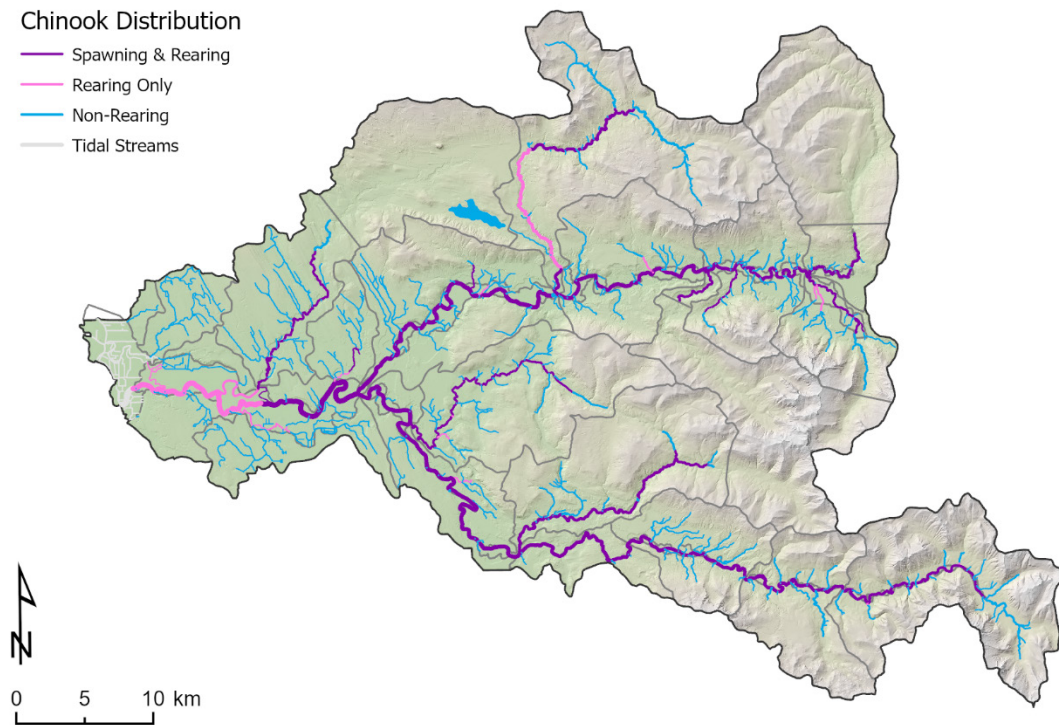 Chinook Distribution
Spawning & Rearing
Rearing Only
Non-Rearing
Tidal Streams
N
0 5 10 km